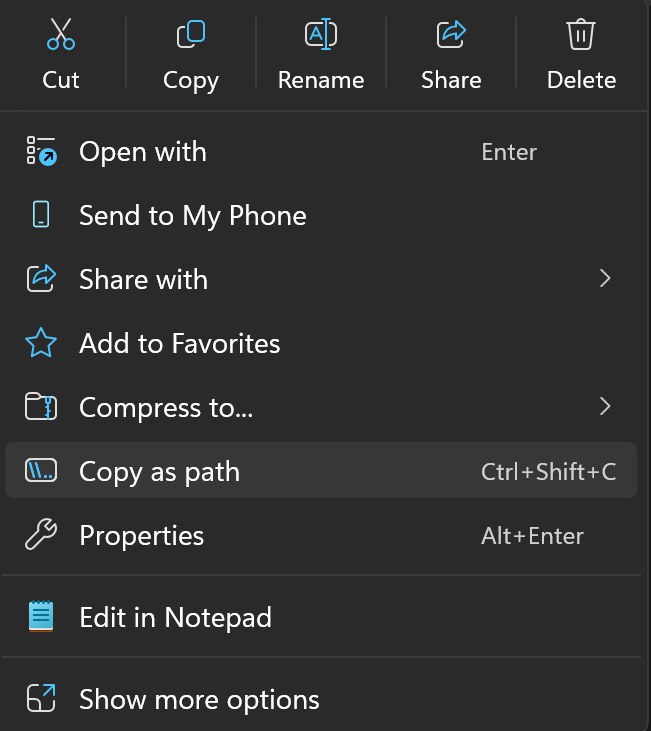 Cut
Copy
Rename
Share
Delete
Open with Enter
Send to My Phone
Share with
Add to Favorites
Compress to...
Copy as path Ctrl+Shift+C
Properties Alt+Enter
Edit in Notepad
Show more options